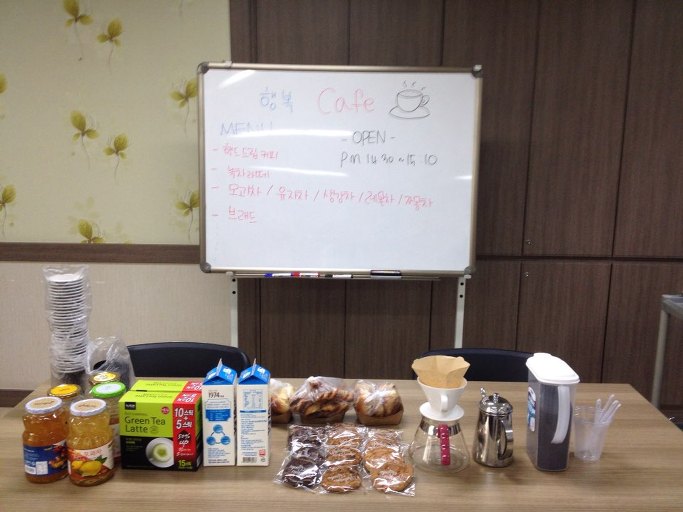 행복 Cafe
MENU
- OPEN -
pm 14:30 ~ 15:10
- 핸드드립 커피
- 녹차라떼
- 모과차 / 유자차 / 생강차 / 레몬차 / 자몽차
- 브레드
Green Tea
Latte
10스틱
+
5스틱
15
1974